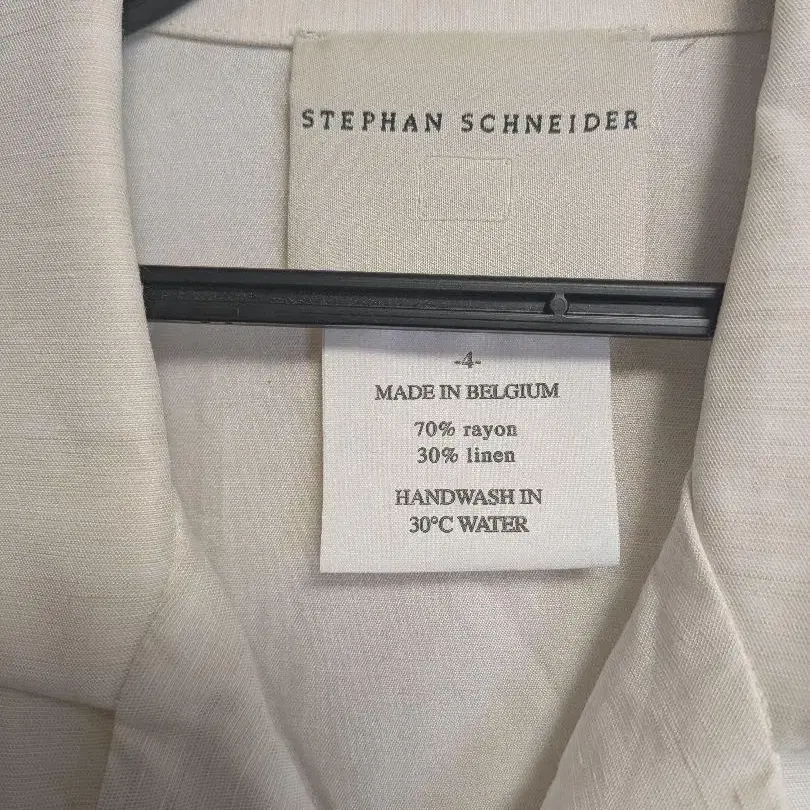 STEPHAN SCHNEIDER
-4-
MADE IN BELGIUM
70% rayon
30% linen
HANDWASH IN
30°C WATER